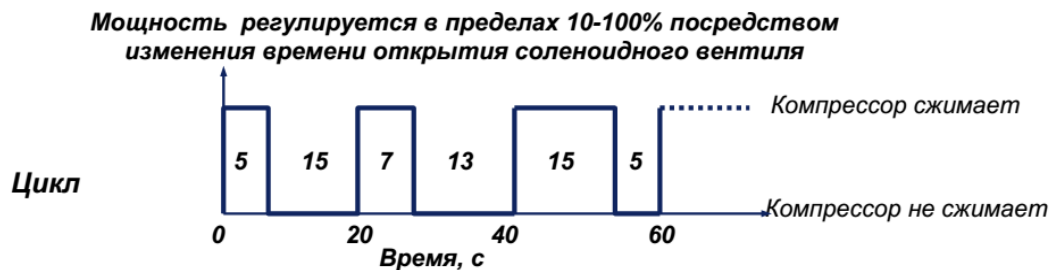 Мощность регулируется в пределах 10-100% посредством
изменения времени открытия соленоидного вентиля
Компрессор сжимает
5 15 7 13 15 5
Цикл
Компрессор не сжимает
0 20 40 60
Время, с